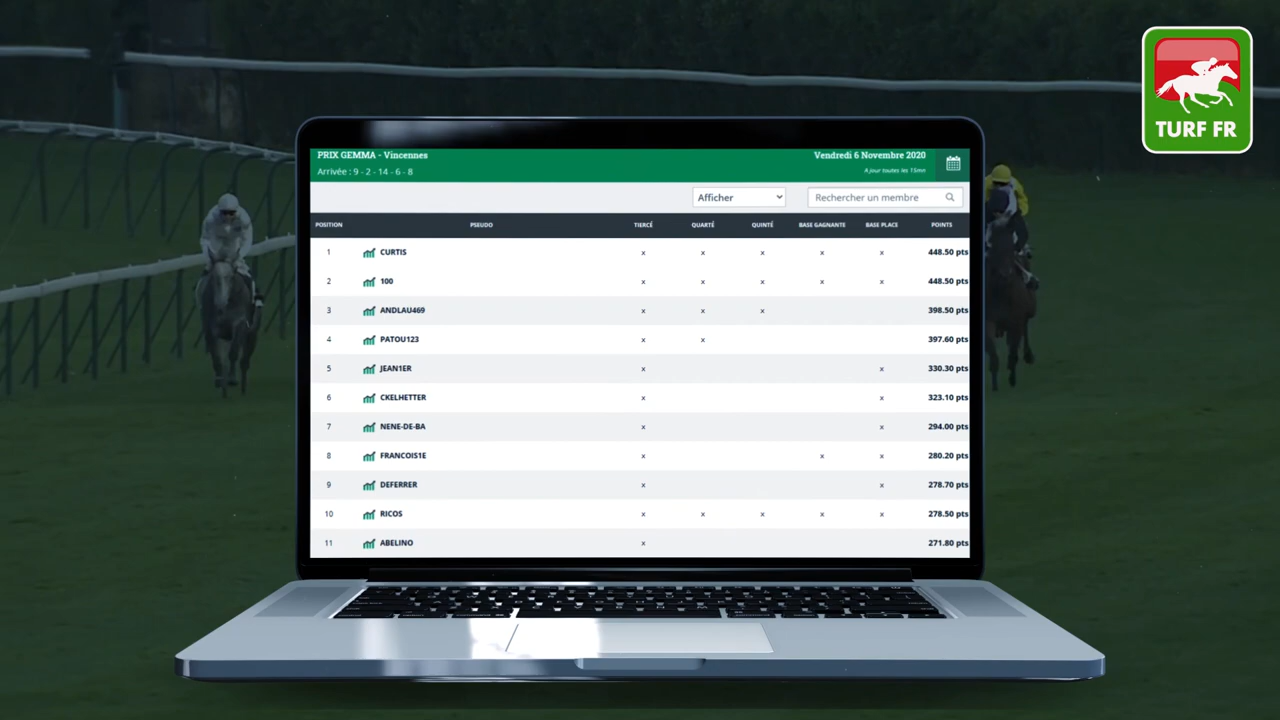 TURF FR
PRIX GEMMA - Vincennes
Vendredi 6 Novembre 2020
Arrivée : 9 - 2 - 14 - 6 - 8
A jour toutes les 15mn
Afficher
Rechercher un membre
POSITION PSEUDO TIERCÉ QUARTÉ QUINTÉ BASE GAGNANTE BASE PLACE POINTS
1 CURTIS x x x x x 448.50 pts
2 100 x x x x x 448.50 pts
3 ANDLAU469 x x x 398.50 pts
4 PATOU123 x x 397.60 pts
5 JEAN1ER x x 330.30 pts
6 CKELHETTER x x 323.10 pts
7 NENE-DE-BA x x 294.00 pts
8 FRANCOIS1E x x x 280.20 pts
9 DEFERRER x x 278.70 pts
10 RICOS x x x x x 278.50 pts
11 ABELINO x 271.80 pts